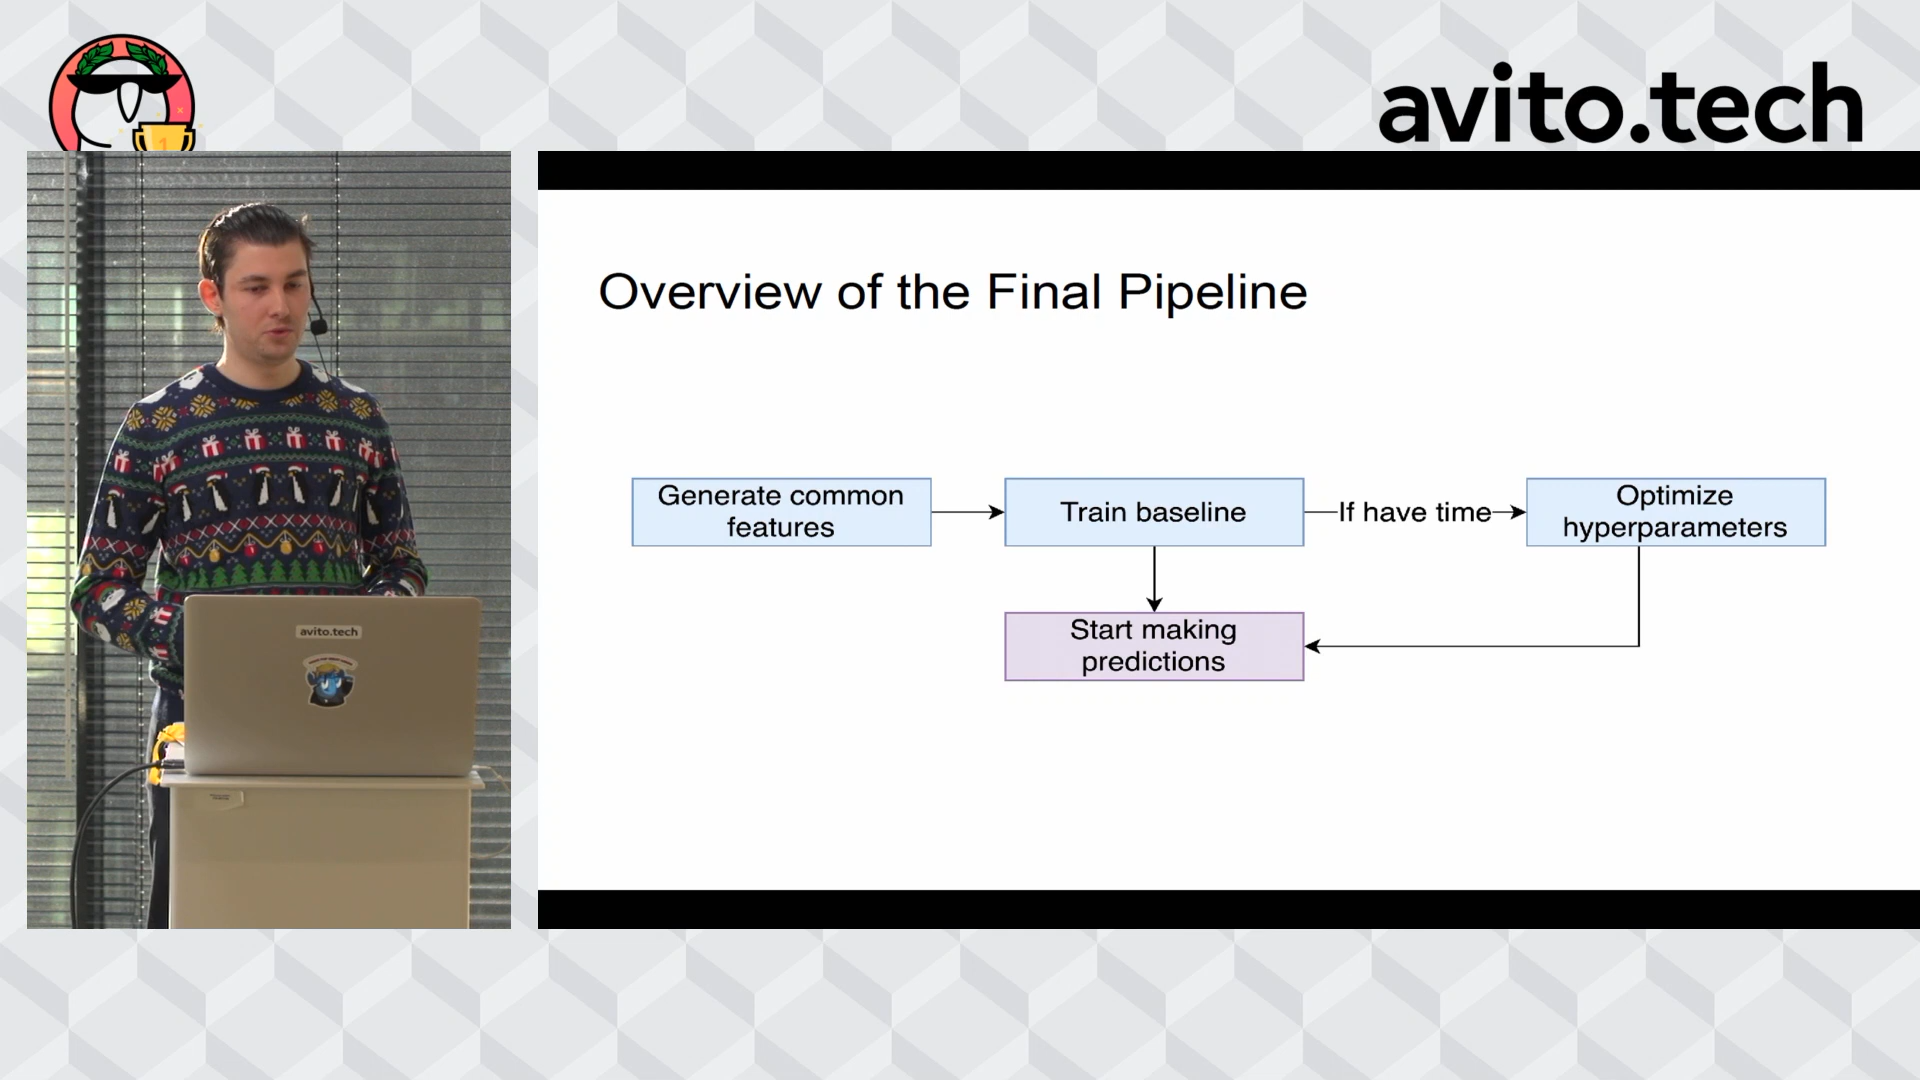 avito.tech
Overview of the Final Pipeline
Generate common
features
Train baseline
If have time
Optimize
hyperparameters
Start making
predictions
avito.tech
1